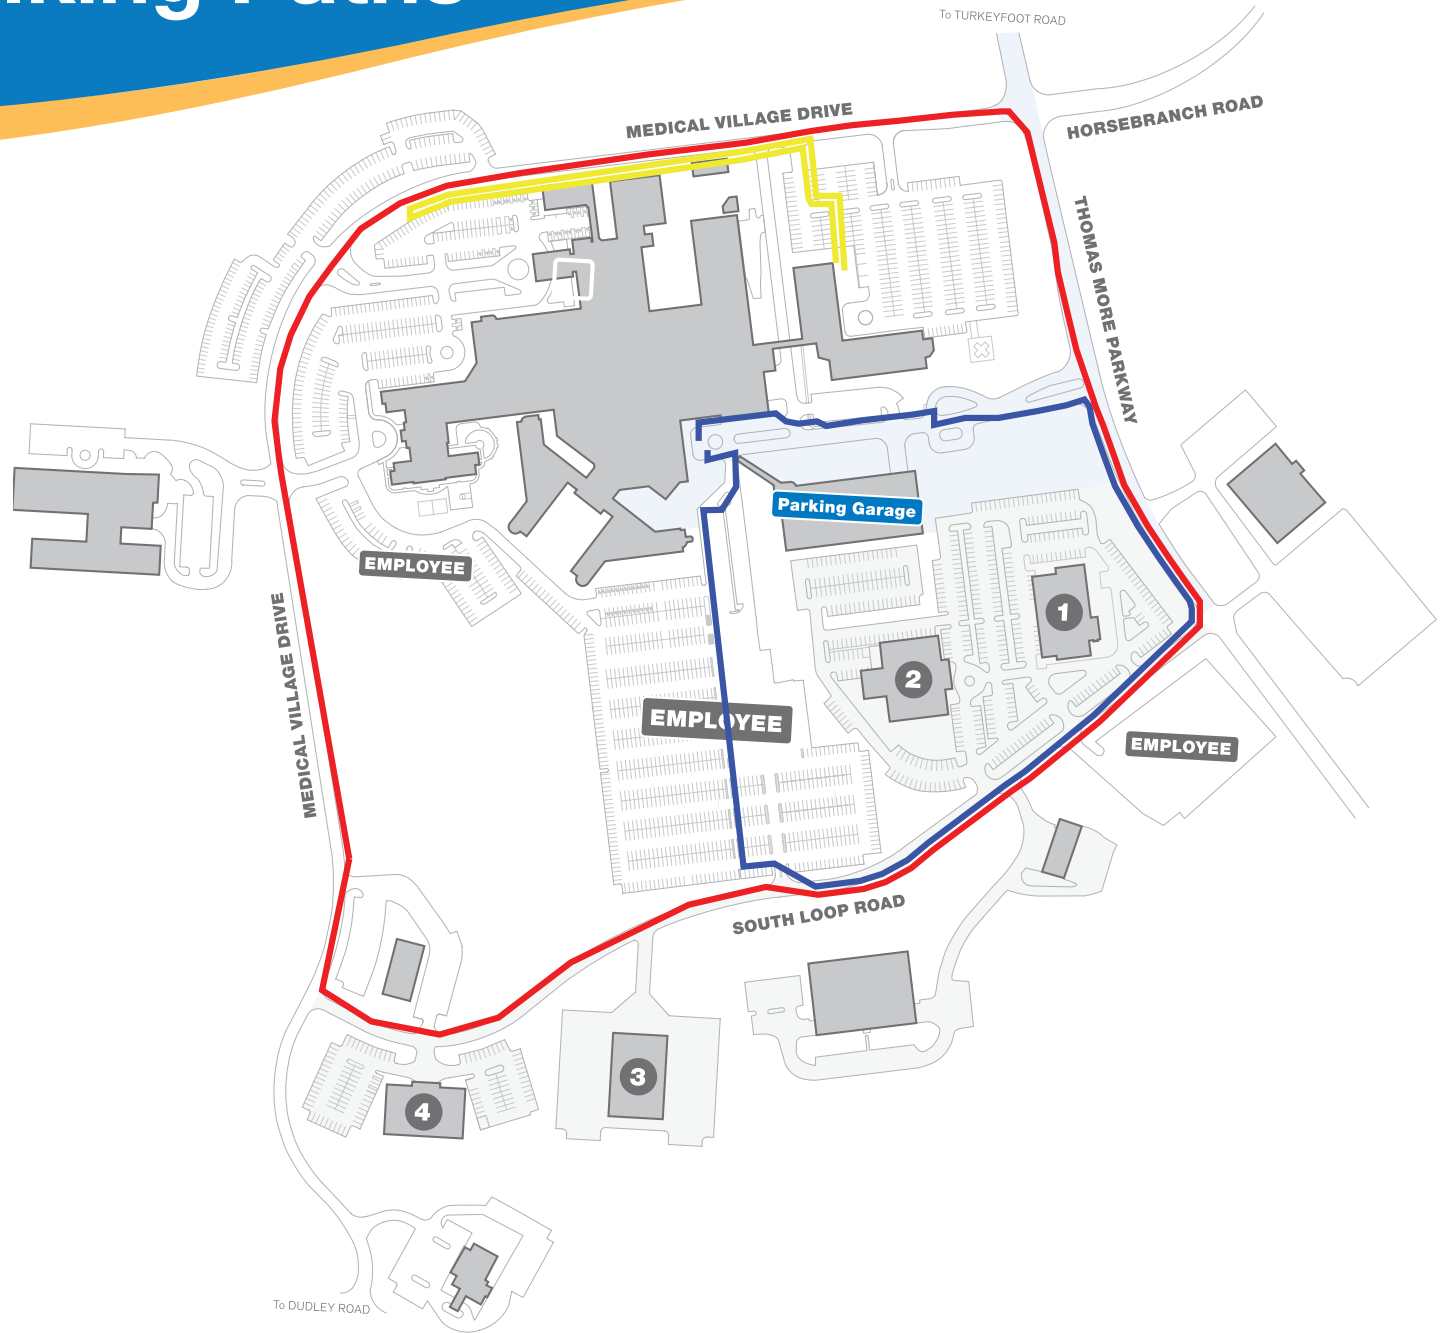 To TURKEYFOOT ROAD
MEDICAL VILLAGE DRIVE
HORSEBRANCH ROAD
THOMAS MORE PARKWAY
Parking Garage
EMPLOYEE
1
MEDICAL VILLAGE DRIVE
2
EMPLOYEE
EMPLOYEE
SOUTH LOOP ROAD
3
4
To DUDLEY ROAD